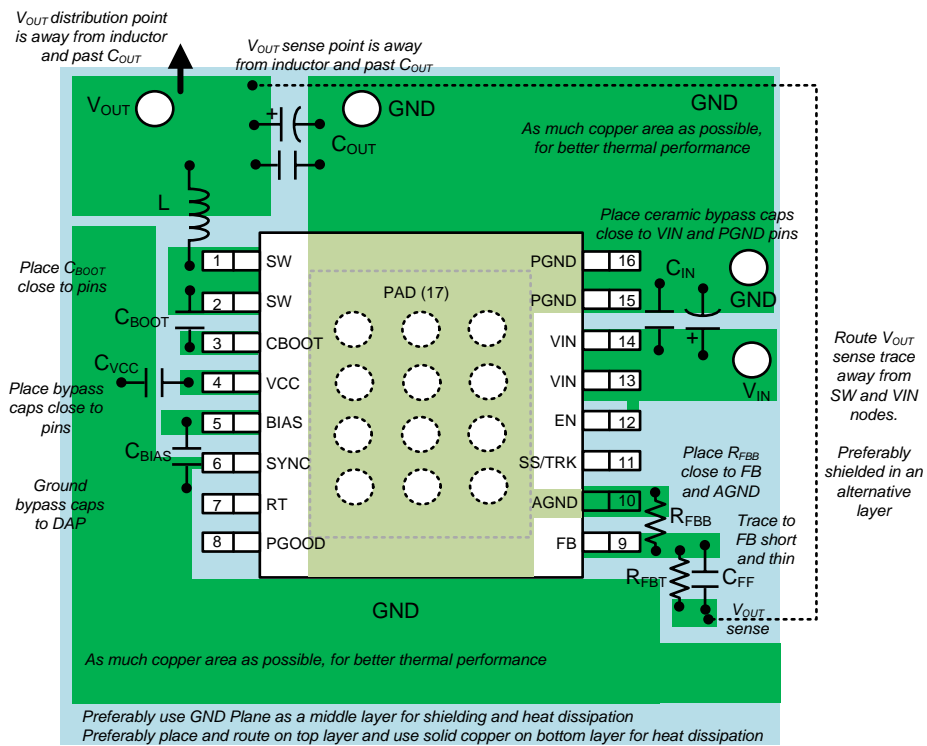 VOUT distribution point
is away from inductor
and past COUT
VOUT sense point is away
from inductor and past COUT
VOUT
GND
GND
+
COUT
As much copper area as possible,
for better thermal performance
L
Place ceramic bypass caps
close to VIN and PGND pins
Place CBOOT
close to pins
CBOOT
CVCC
Place bypass
caps close to
pins
CBIAS
Ground
bypass caps
to DAP
1 SW
2 SW
3 CBOOT
4 VCC
5 BIAS
6 SYNC
7 RT
8 PGOOD
PAD (17)
PGND 16
PGND 15
VIN 14
VIN 13
EN 12
SS/TRK 11
AGND 10
FB 9
CIN
+
GND
VIN
Route VOUT
sense trace
away from
SW and VIN
nodes.
Preferably
shielded in an
alternative
layer
Place RFBB
close to FB
and AGND
RFBB
Trace to
FB short
and thin
RFBT
CFF
VOUT
sense
GND
As much copper area as possible, for better thermal performance
Preferably use GND Plane as a middle layer for shielding and heat dissipation
Preferably place and route on top layer and use solid copper on bottom layer for heat dissipation